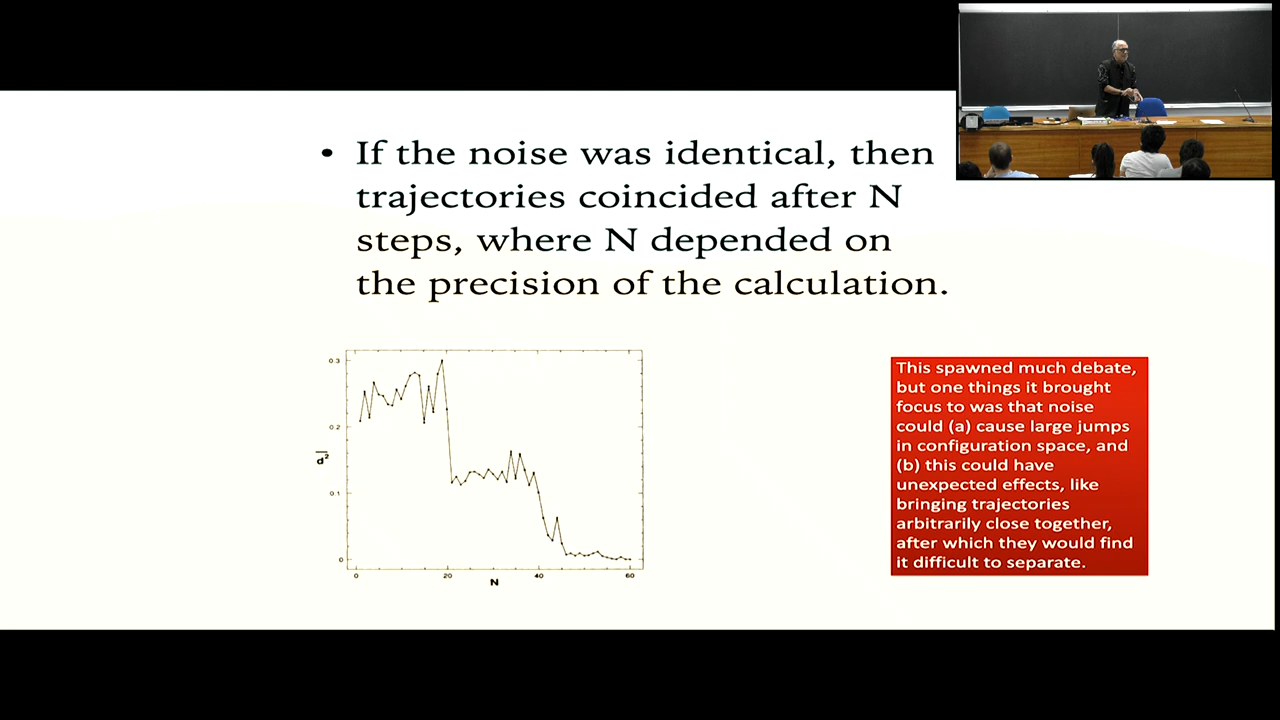 • If the noise was identical, then
trajectories coincided after N
steps, where N depended on
the precision of the calculation.
0.3
0.2
0.1
0
d²
0 20 40 60
N
This spawned much debate,
but one things it brought
focus to was that noise
could (a) cause large jumps
in configuration space, and
(b) this could have
unexpected effects, like
bringing trajectories
arbitrarily close together,
after which they would find
it difficult to separate.